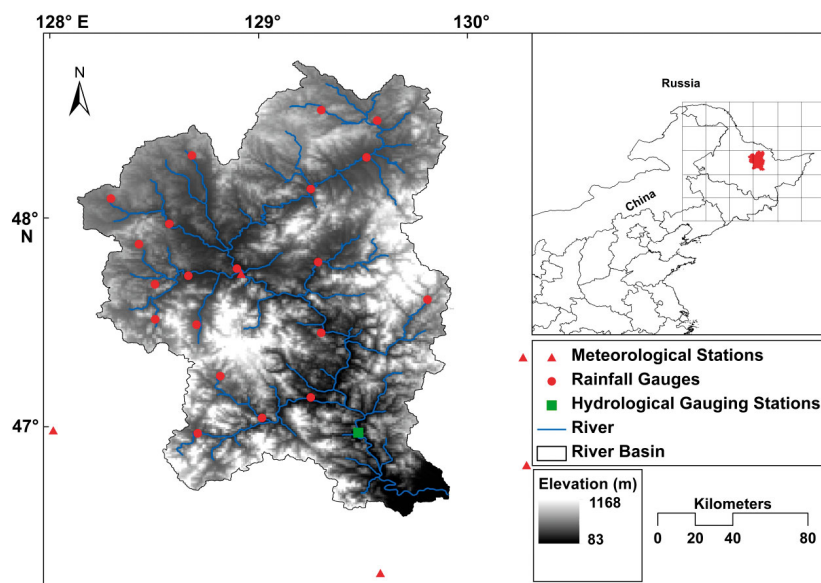 128° E
129°
130°
N
48°
N
47°
Russia
China
Meteorological Stations
Rainfall Gauges
Hydrological Gauging Stations
River
River Basin
Elevation (m)
1168
83
Kilometers
0 20 40 80